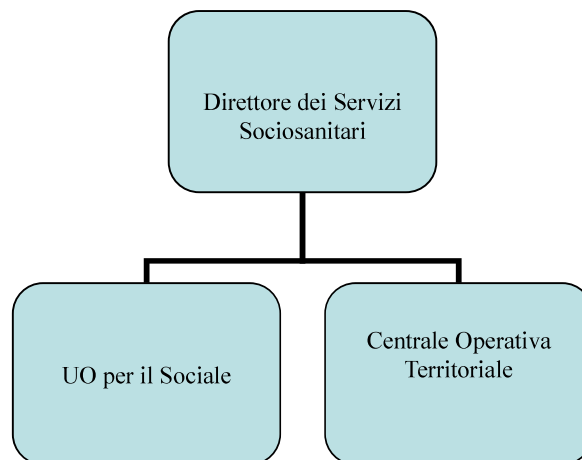 Direttore dei Servizi
Sociosanitari
UO per il Sociale
Centrale Operativa
Territoriale